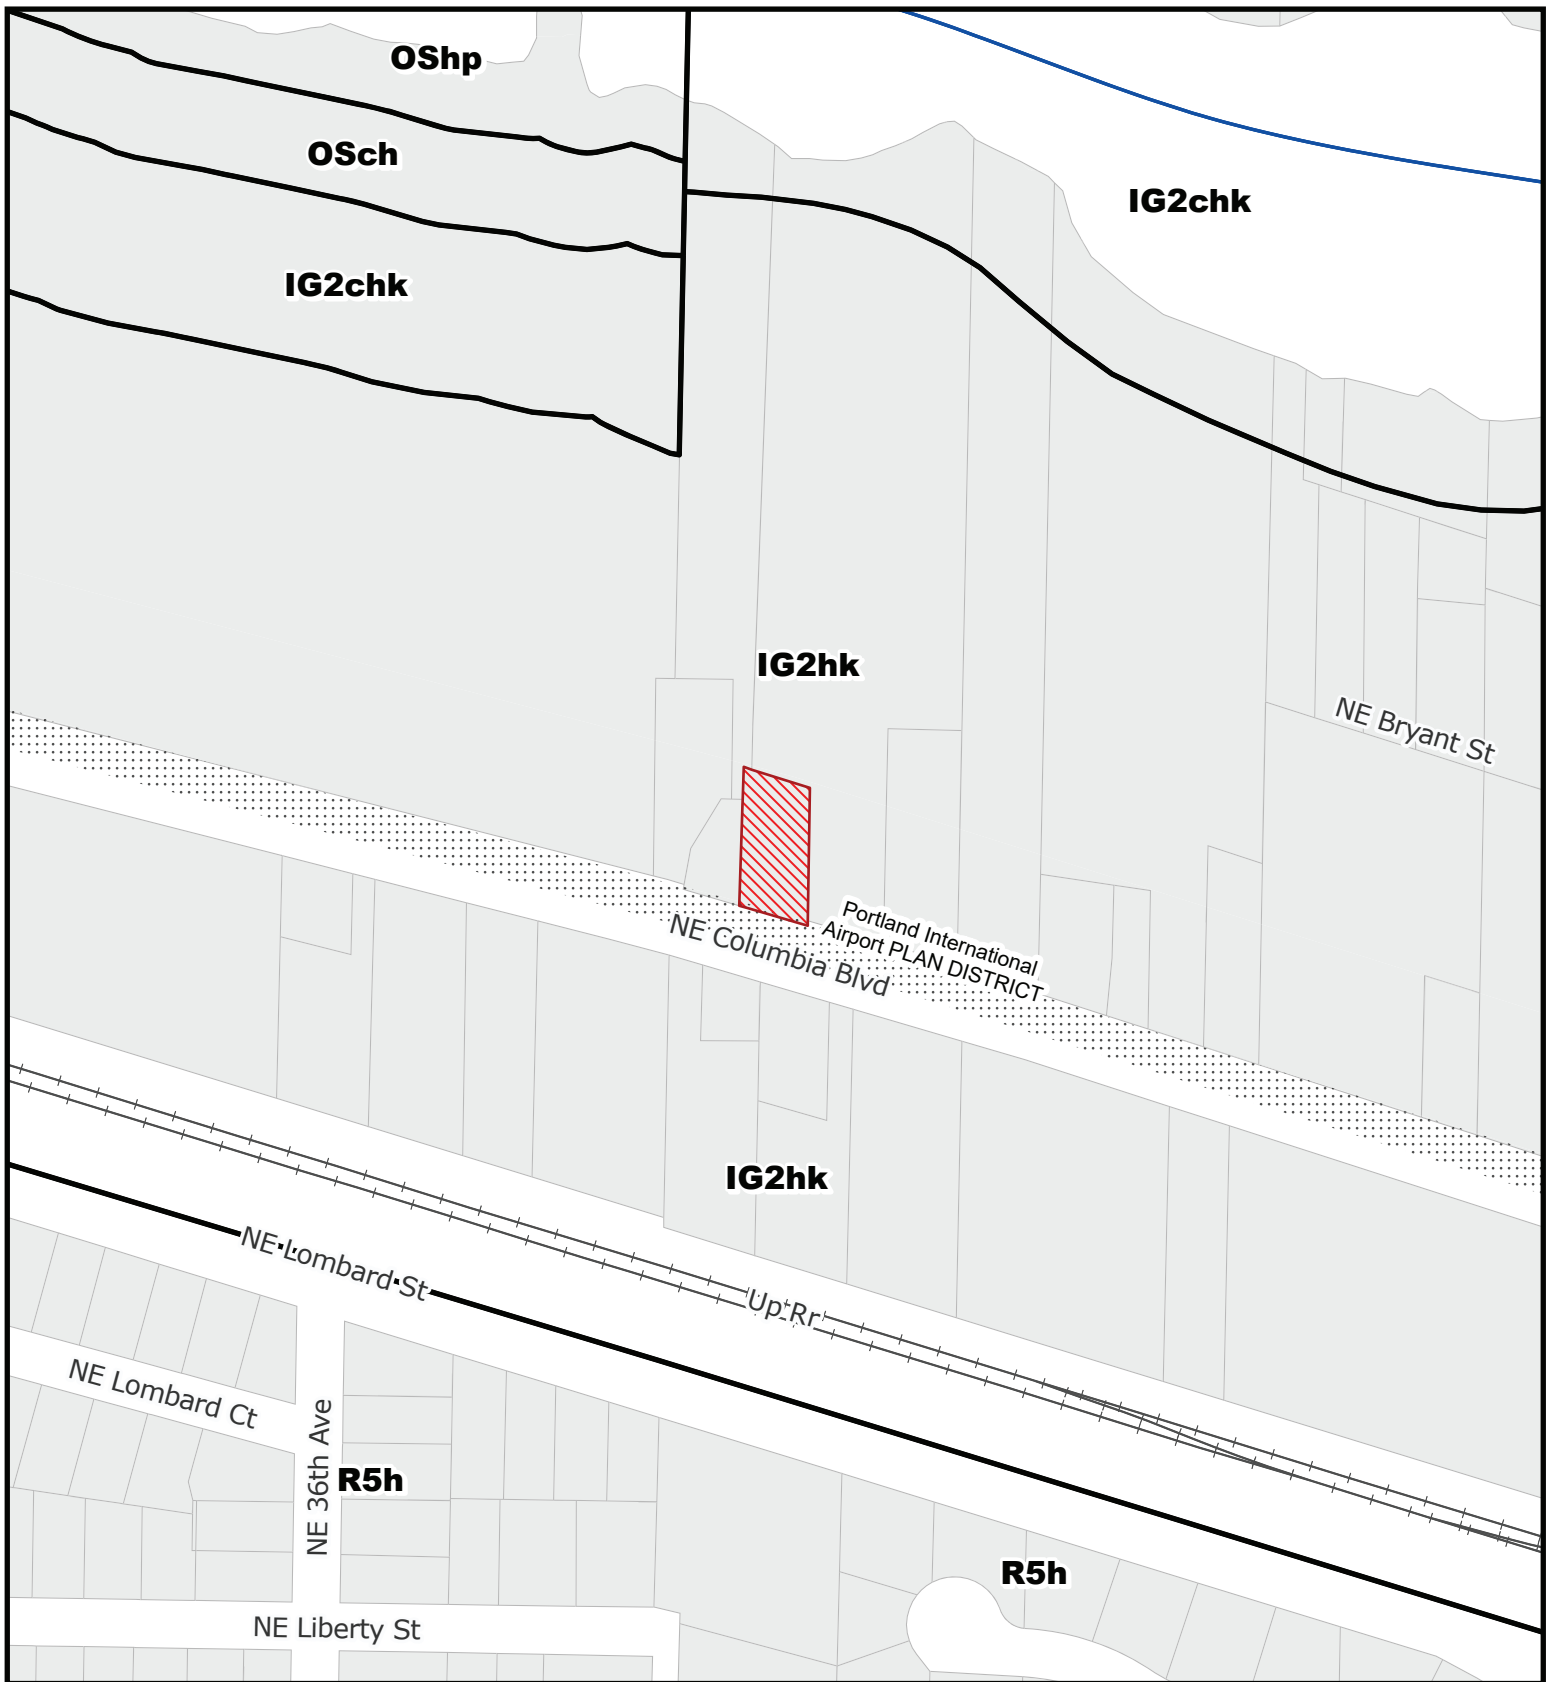 OShp
OSch
IG2chk
IG2chk
IG2hk
NE Bryant St
Portland International
Airport PLAN DISTRICT
NE Columbia Blvd
IG2hk
NE Lombard St
Up Rr
NE Lombard Ct
NE 36th Ave
R5h
R5h
NE Liberty St